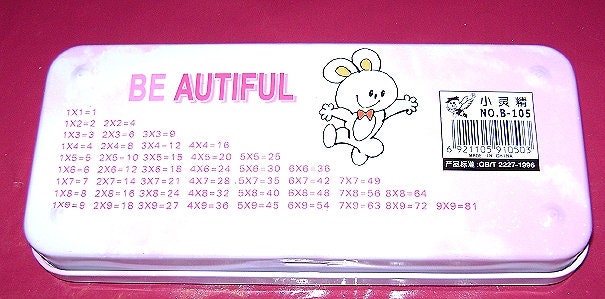 BE AUTIFUL
1X1=1
1X2=2 2X2=4
1X3=3 2X3=6 3X3=9
1X4=4 2X4=8 3X4=12 4X4=16
1X5=5 2X5=10 3X5=15 4X5=20 5X5=25
1X6=6 2X6=12 3X6=18 4X6=24 5X6=30 6X6=36
1X7=7 2X7=14 3X7=21 4X7=28 5X7=35 6X7=42 7X7=49
1X8=8 2X8=16 3X8=24 4X8=32 5X8=40 6X8=48 7X8=56 8X8=64
1X9=9 2X9=18 3X9=27 4X9=36 5X9=45 6X9=54 7X9=63 8X9=72 9X9=81
小灵精
NO.B-105
6 921105 910503
MADE IN CHINA
产品标准:QB/T 2227-1996